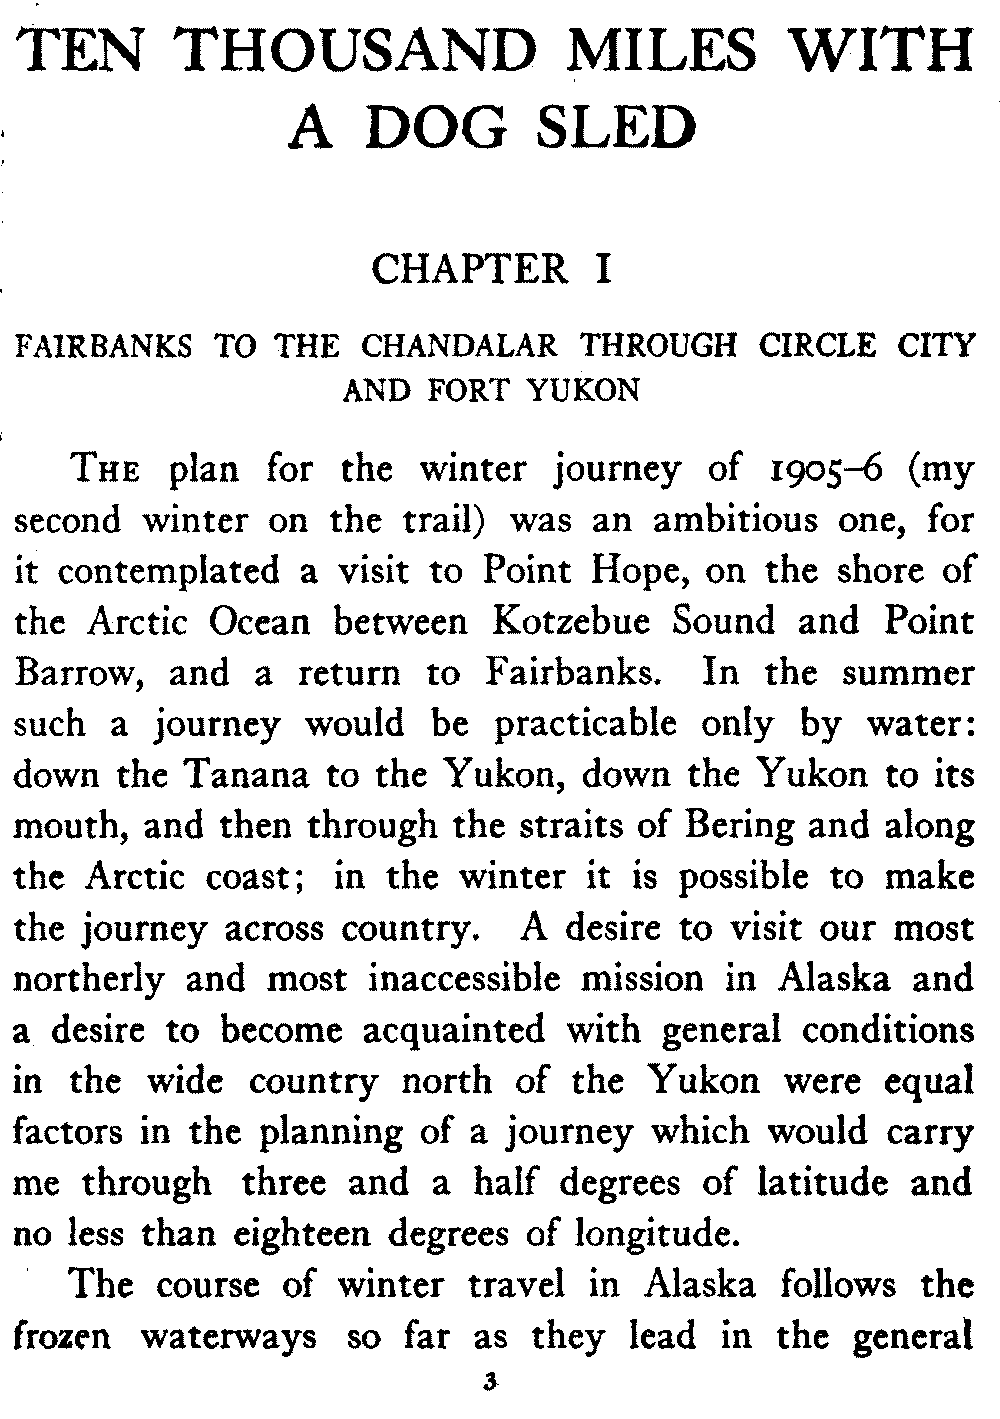 TEN THOUSAND MILES WITH
A DOG SLED
CHAPTER I
FAIRBANKS TO THE CHANDALAR THROUGH CIRCLE CITY
AND FORT YUKON
THE plan for the winter journey of 1905–6 (my
second winter on the trail) was an ambitious one, for
it contemplated a visit to Point Hope, on the shore of
the Arctic Ocean between Kotzebue Sound and Point
Barrow, and a return to Fairbanks. In the summer
such a journey would be practicable only by water:
down the Tanana to the Yukon, down the Yukon to its
mouth, and then through the straits of Bering and along
the Arctic coast; in the winter it is possible to make
the journey across country. A desire to visit our most
northerly and most inaccessible mission in Alaska and
a desire to become acquainted with general conditions
in the wide country north of the Yukon were equal
factors in the planning of a journey which would carry
me through three and a half degrees of latitude and
no less than eighteen degrees of longitude.
The course of winter travel in Alaska follows the
frozen waterways so far as they lead in the general
3